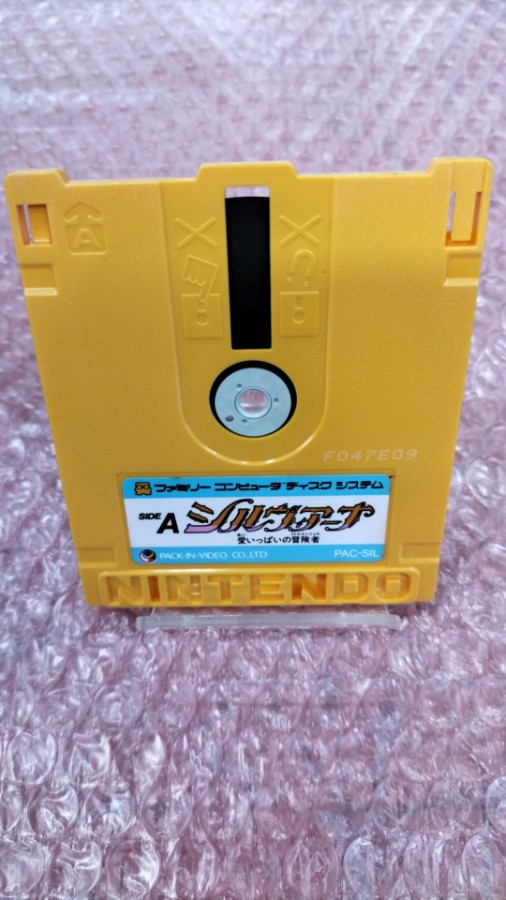 A
F047E09
ファミリー コンピュータ ディスク システム
SIDE A シルヴィアーナ
愛いっぱいの冒険者
PACK-IN-VIDEO CO.,LTD. PAC-SIL
NINTENDO